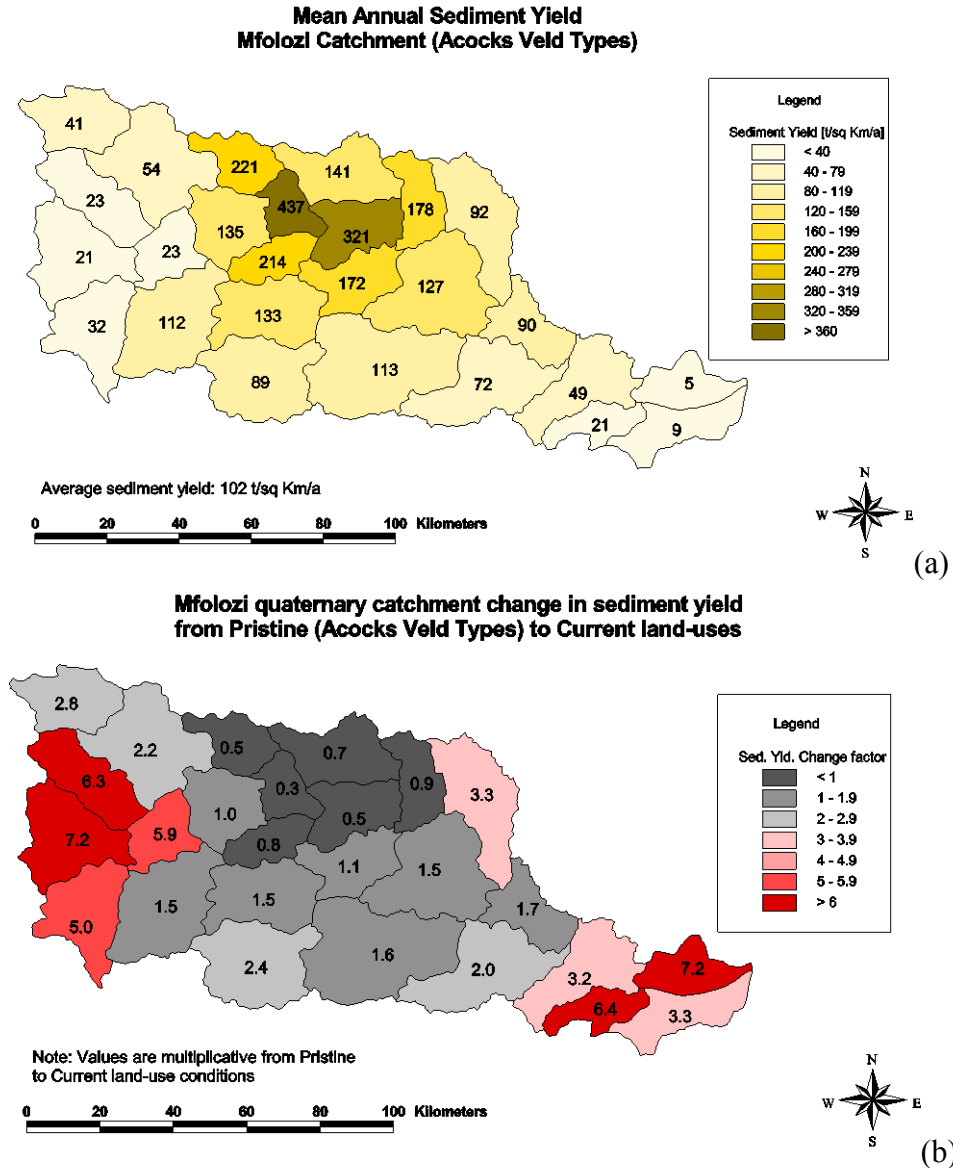 Mean Annual Sediment Yield
Mfolozi Catchment (Acocks Veld Types)
Legend
Sediment Yield [t/sq Km/a]
< 40
40 - 79
80 - 119
120 - 159
160 - 199
200 - 239
240 - 279
280 - 319
320 - 359
> 360
41
54
221
141
23
437
178
92
135
321
21
23
214
172
127
32
112
133
90
89
113
72
49
5
21
9
Average sediment yield: 102 t/sq Km/a
0 20 40 60 80 100 Kilometers
N
W E
S
(a)
Mfolozi quaternary catchment change in sediment yield
from Pristine (Acocks Veld Types) to Current land-uses
Legend
Sed. Yld. Change factor
< 1
1 - 1.9
2 - 2.9
3 - 3.9
4 - 4.9
5 - 5.9
> 6
2.8
2.2
0.5
0.7
6.3
0.3
0.9
3.3
1.0
0.5
7.2
5.9
0.8
1.1
1.5
5.0
1.5
1.5
1.7
2.4
1.6
2.0
3.2
7.2
6.4
3.3
Note: Values are multiplicative from Pristine
to Current land-use conditions
0 20 40 60 80 100 Kilometers
N
W E
S
(b)